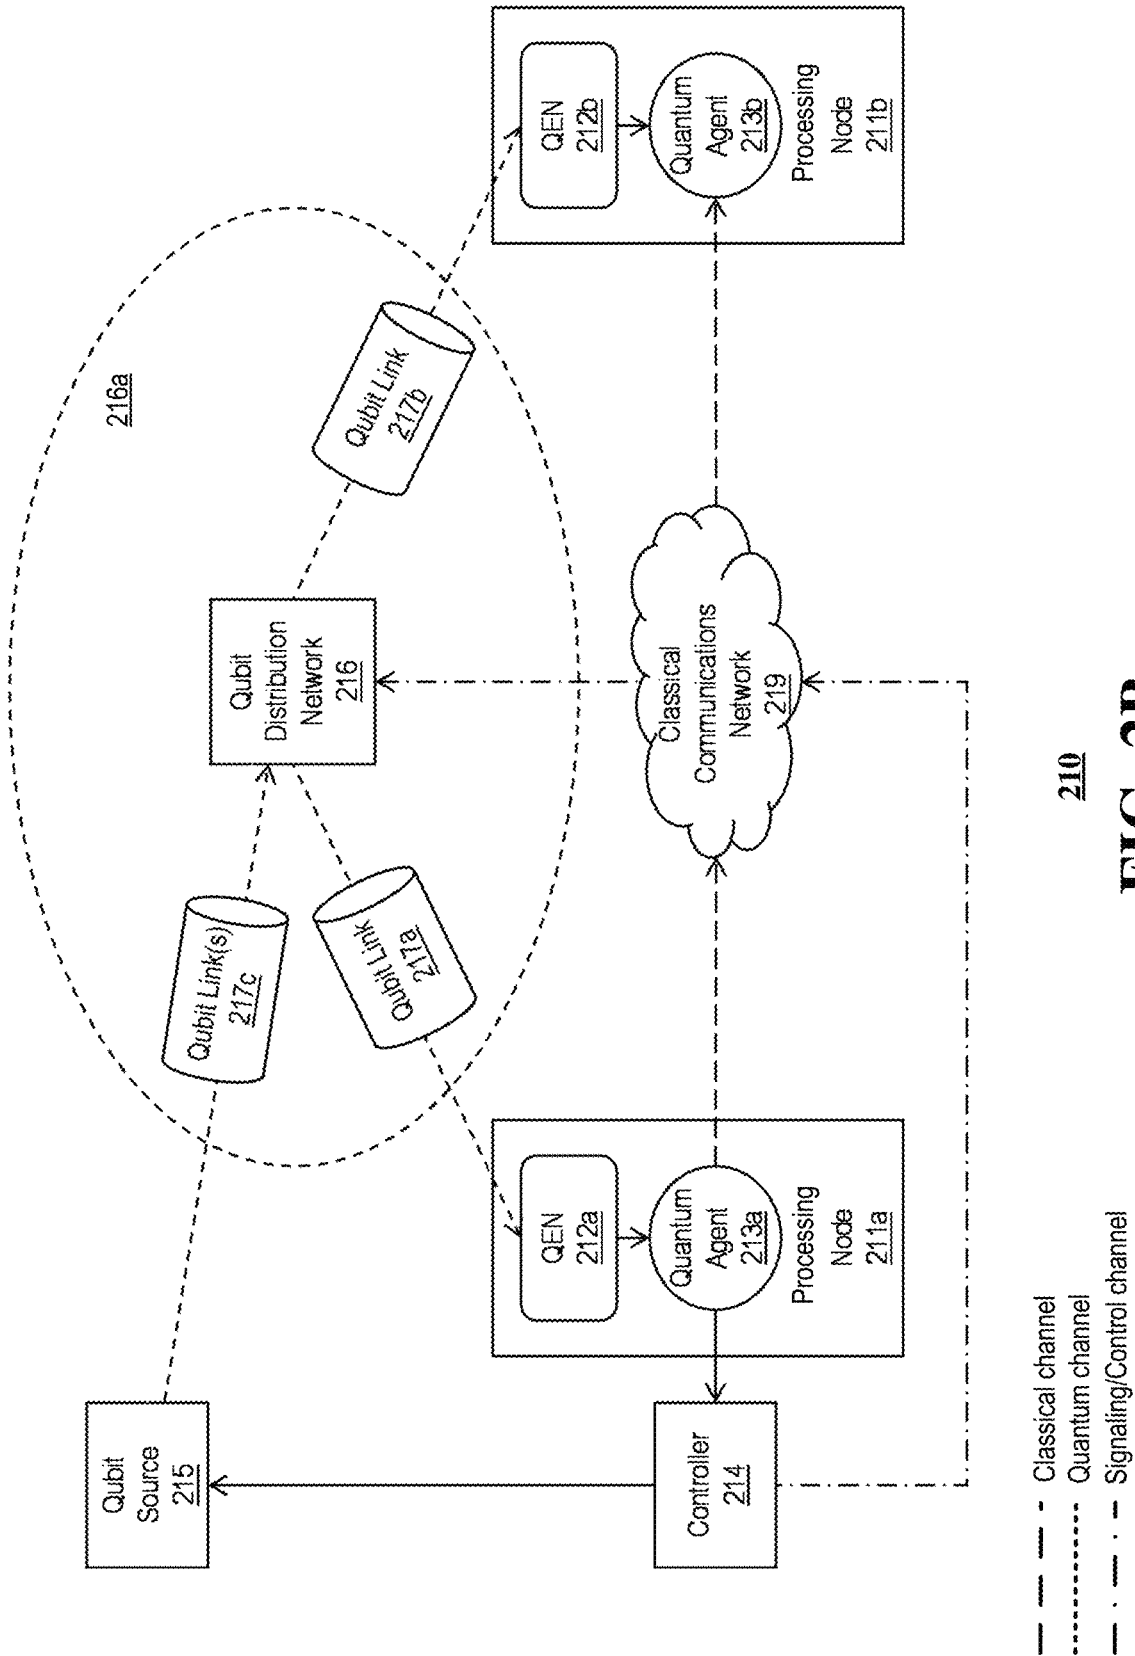 Qubit
Source
215
Qubit Link(s)
217c
Qubit
Distribution
Network
216
216a
Qubit Link
217a
Qubit Link
217b
QEN
212a
Quantum
Agent
213a
Processing
Node
211a
QEN
212b
Quantum
Agent
213b
Processing
Node
211b
Controller
214
Classical
Communications
Network
219
Classical channel
Quantum channel
Signaling/Control channel
210